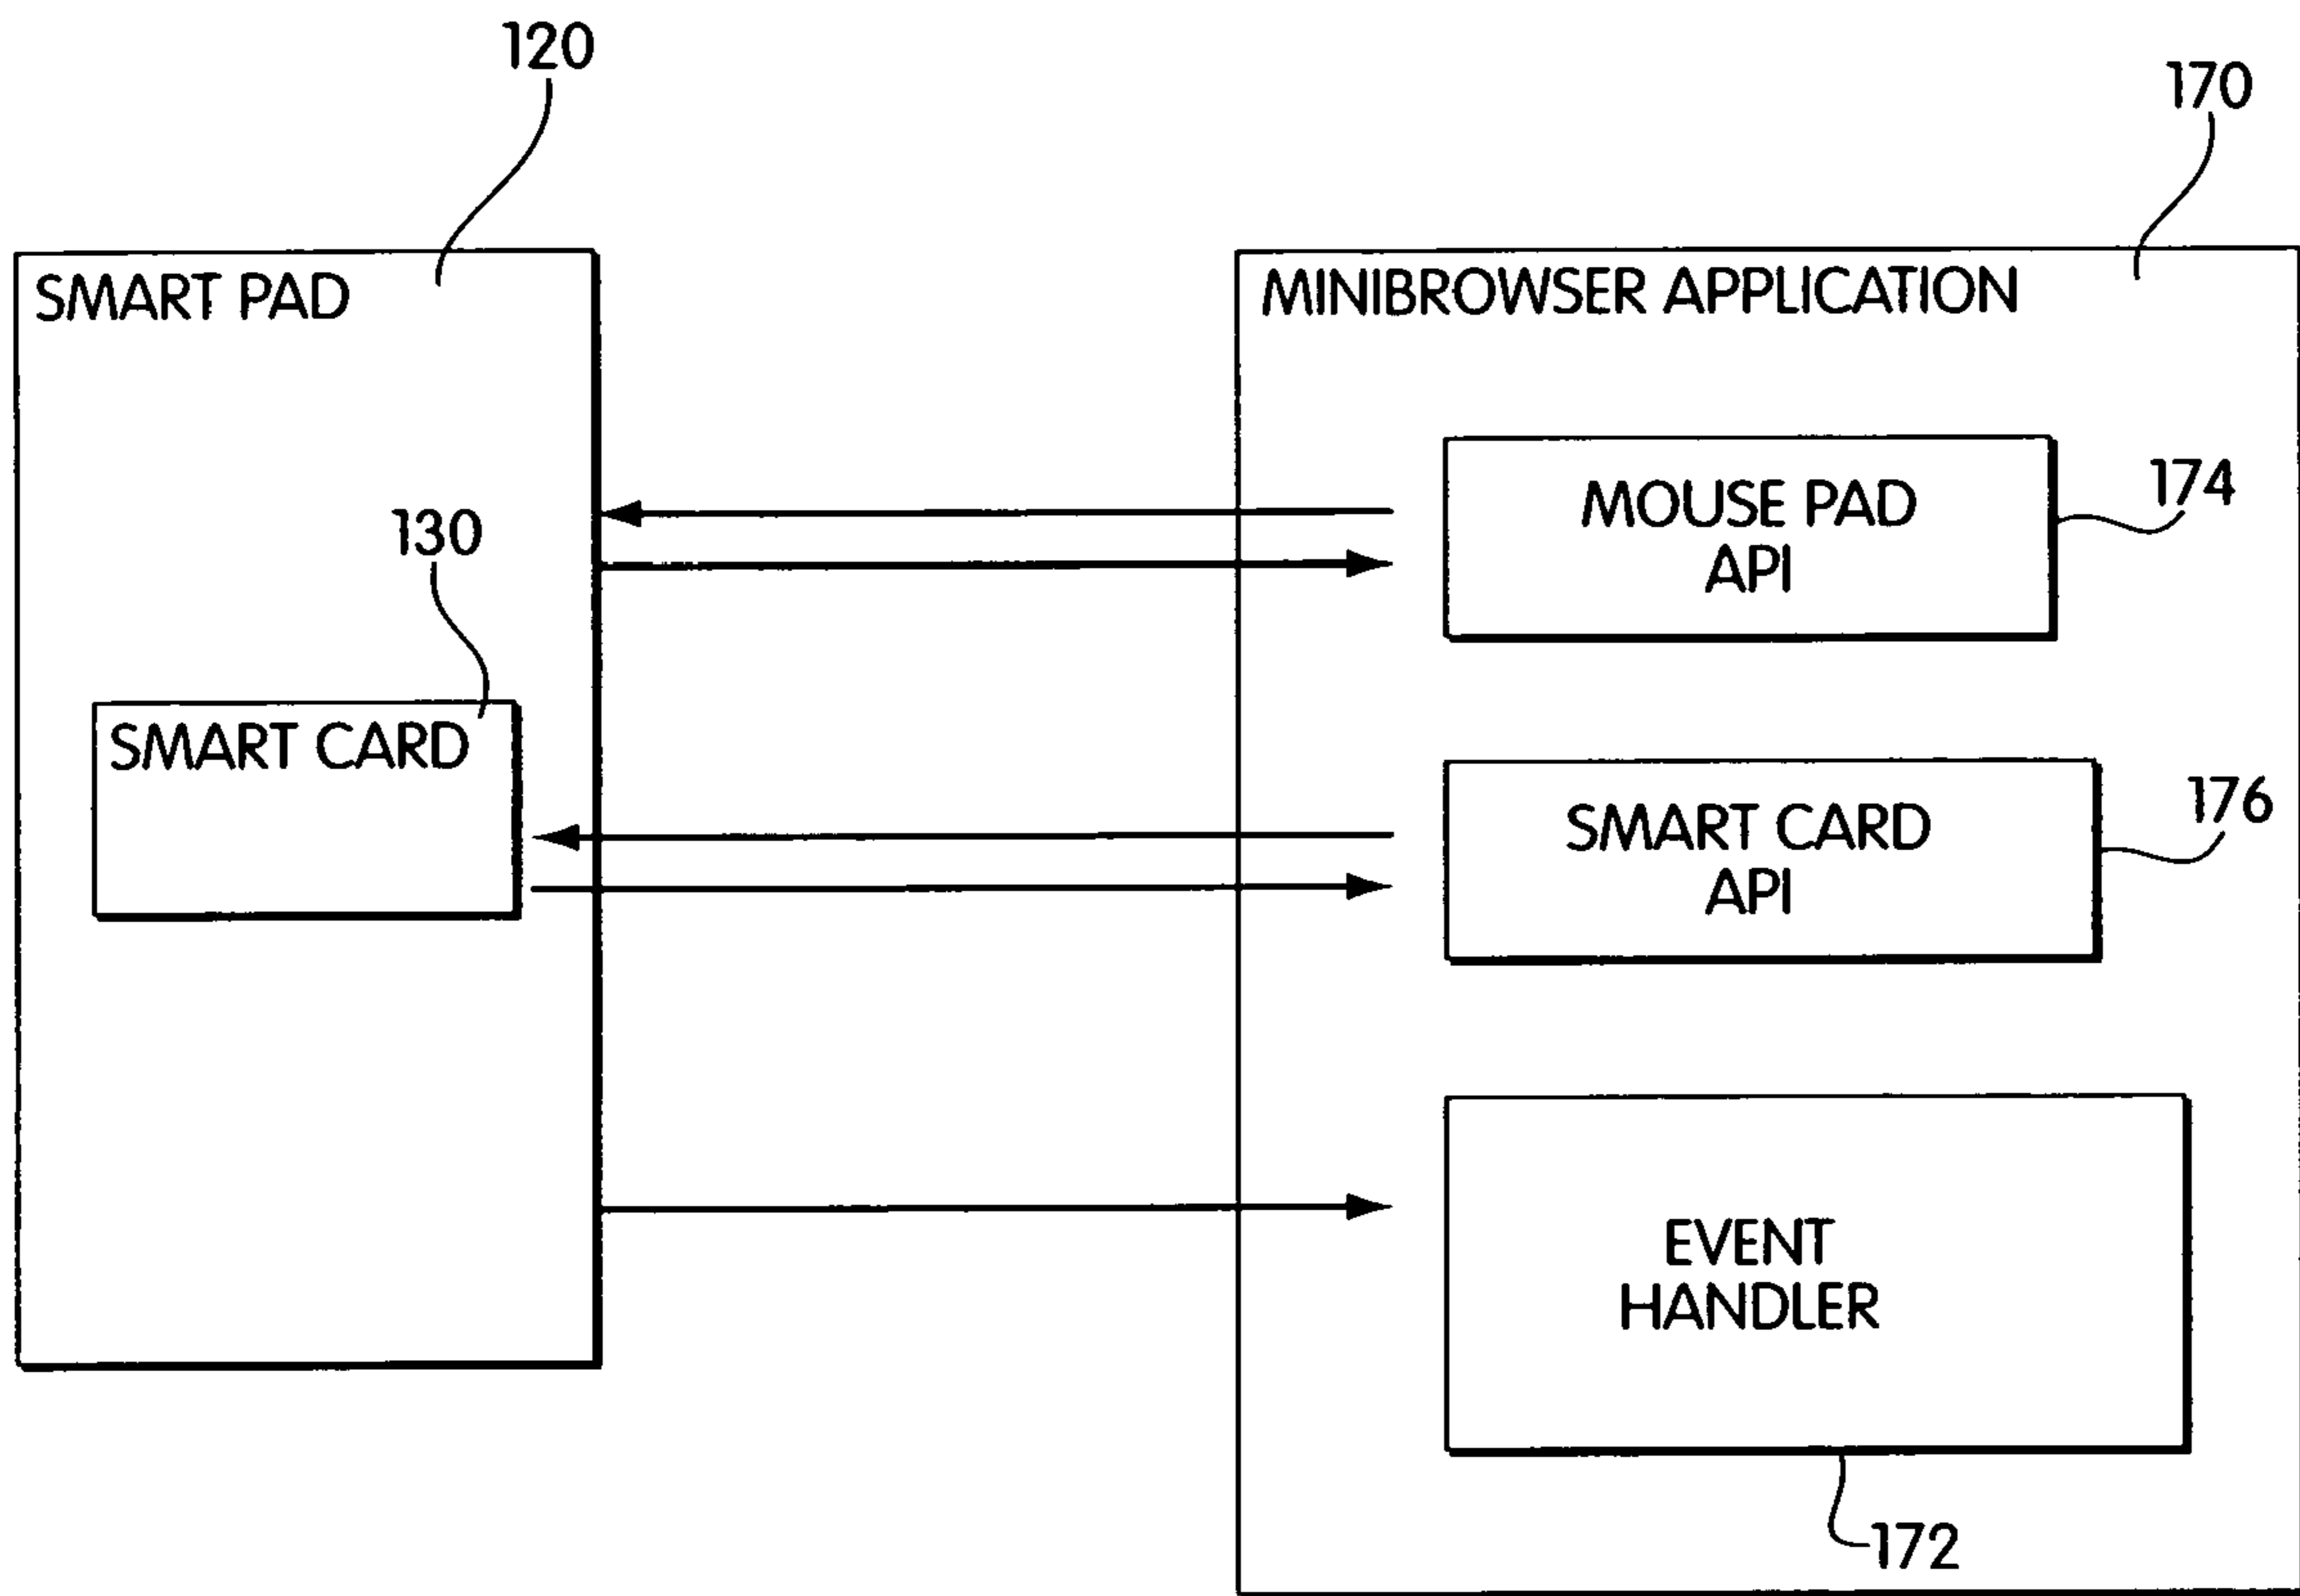 120
170
SMART PAD
MINIBROWSER APPLICATION
MOUSE PAD
API
174
130
SMART CARD
SMART CARD
API
176
EVENT
HANDLER
172